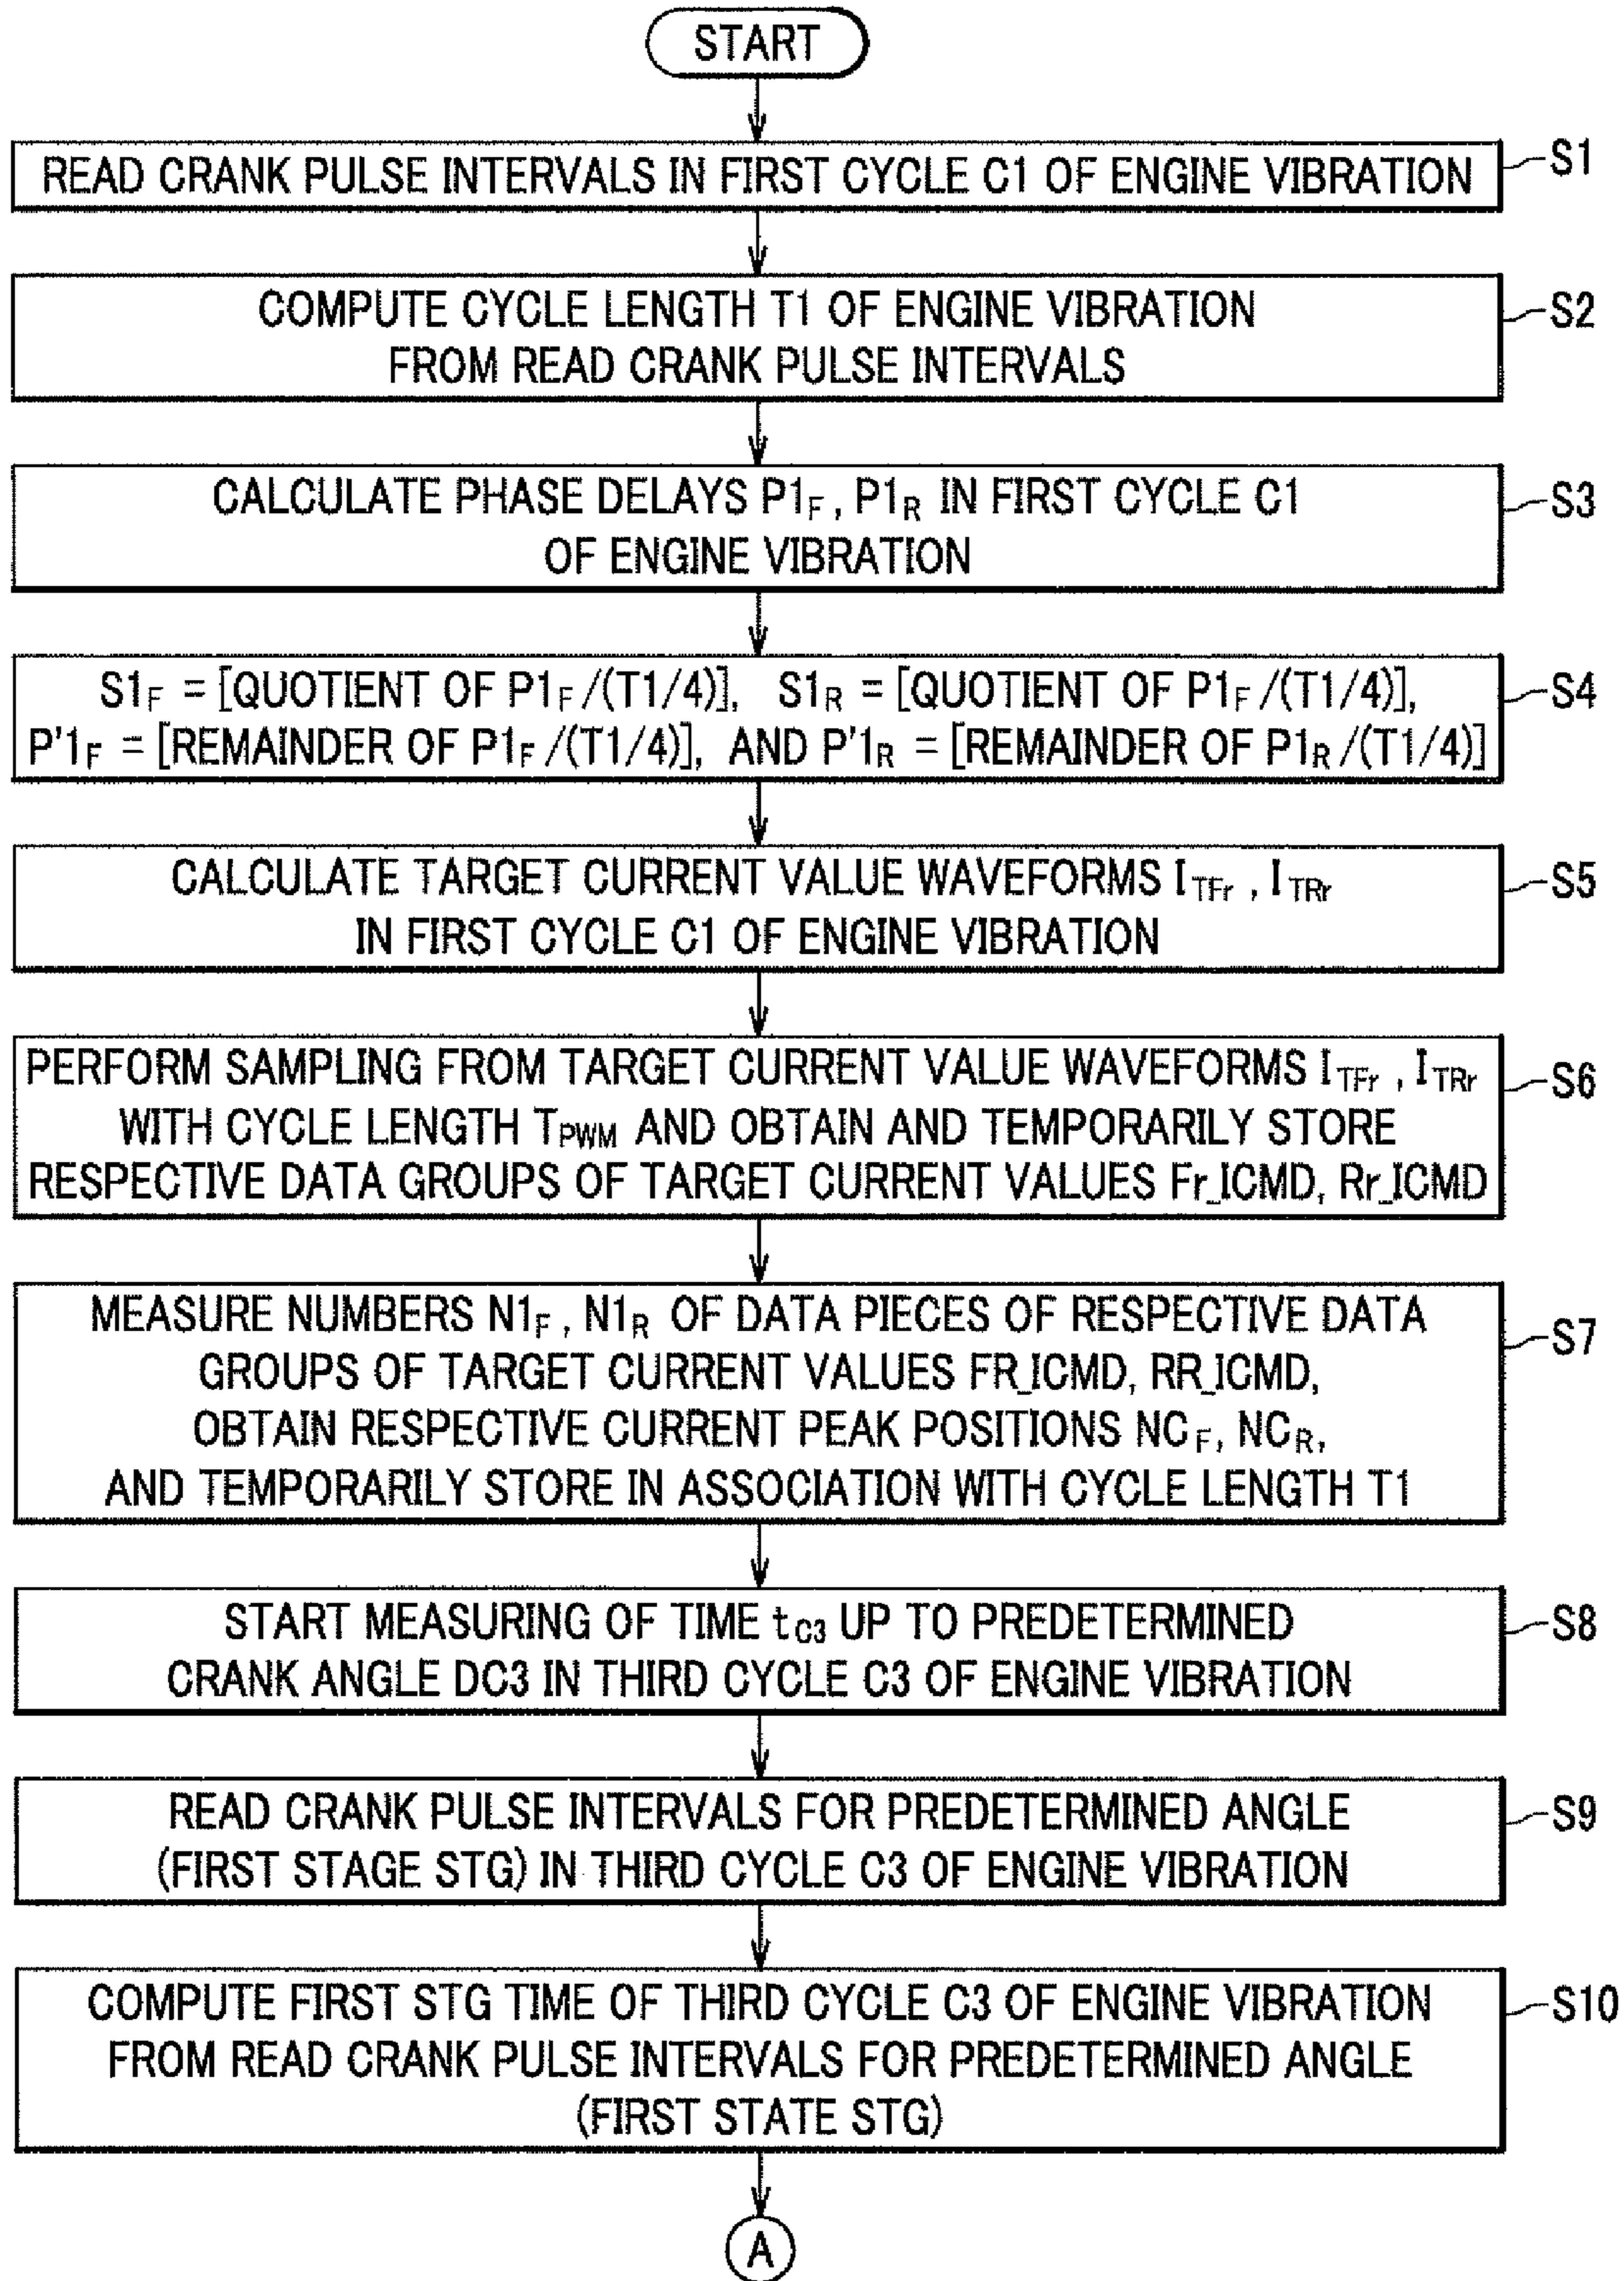 START
READ CRANK PULSE INTERVALS IN FIRST CYCLE C1 OF ENGINE VIBRATION
S1
COMPUTE CYCLE LENGTH T1 OF ENGINE VIBRATION
FROM READ CRANK PULSE INTERVALS
S2
CALCULATE PHASE DELAYS P1F, P1R IN FIRST CYCLE C1
OF ENGINE VIBRATION
S3
S1F = [QUOTIENT OF P1F/(T1/4)], S1R = [QUOTIENT OF P1F/(T1/4)],
P'1F = [REMAINDER OF P1F/(T1/4)], AND P'1R = [REMAINDER OF P1R/(T1/4)]
S4
CALCULATE TARGET CURRENT VALUE WAVEFORMS ITFr, ITRr
IN FIRST CYCLE C1 OF ENGINE VIBRATION
S5
PERFORM SAMPLING FROM TARGET CURRENT VALUE WAVEFORMS ITFr, ITRr
WITH CYCLE LENGTH TPWM AND OBTAIN AND TEMPORARILY STORE
RESPECTIVE DATA GROUPS OF TARGET CURRENT VALUES Fr_ICMD, Rr_ICMD
S6
MEASURE NUMBERS N1F, N1R OF DATA PIECES OF RESPECTIVE DATA
GROUPS OF TARGET CURRENT VALUES FR_ICMD, RR_ICMD,
OBTAIN RESPECTIVE CURRENT PEAK POSITIONS NCF, NCR,
AND TEMPORARILY STORE IN ASSOCIATION WITH CYCLE LENGTH T1
S7
START MEASURING OF TIME tC3 UP TO PREDETERMINED
CRANK ANGLE DC3 IN THIRD CYCLE C3 OF ENGINE VIBRATION
S8
READ CRANK PULSE INTERVALS FOR PREDETERMINED ANGLE
(FIRST STAGE STG) IN THIRD CYCLE C3 OF ENGINE VIBRATION
S9
COMPUTE FIRST STG TIME OF THIRD CYCLE C3 OF ENGINE VIBRATION
FROM READ CRANK PULSE INTERVALS FOR PREDETERMINED ANGLE
(FIRST STATE STG)
S10
A